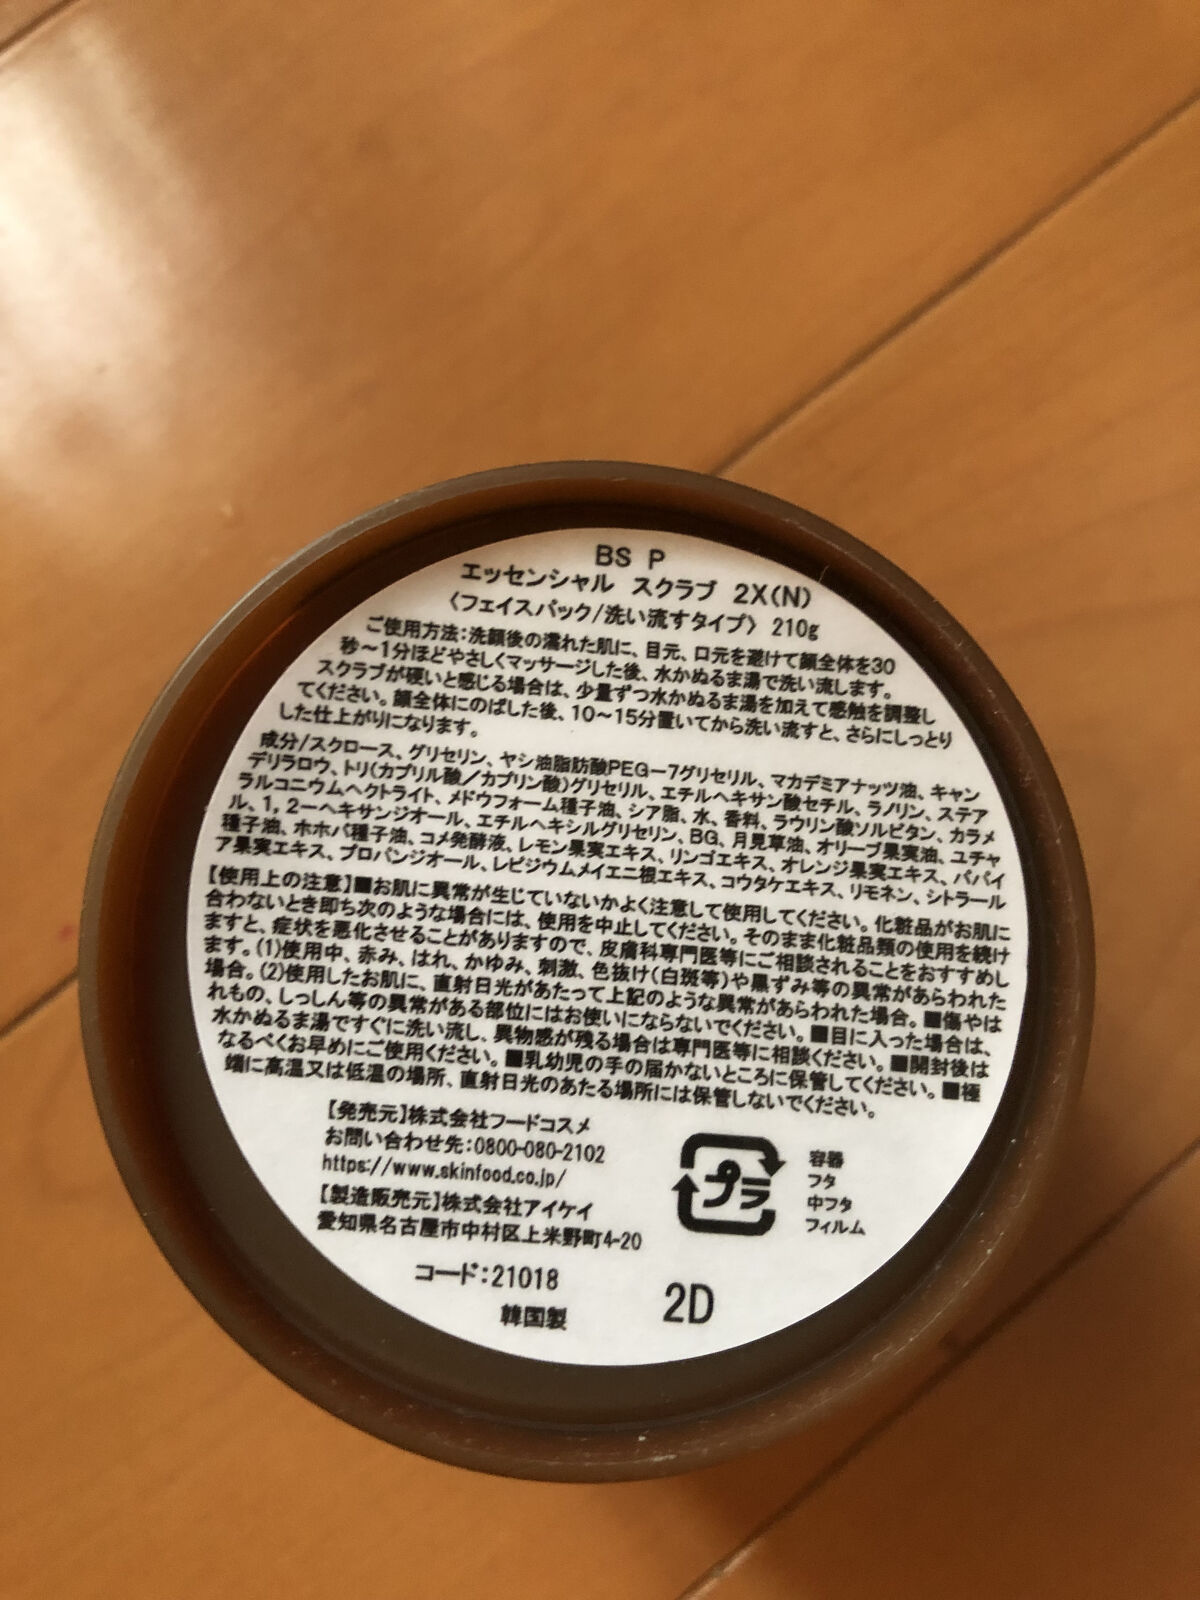 BS P
エッセンシャル スクラブ 2X(N)
〈フェイスパック/洗い流すタイプ〉 210g
ご使用方法:洗顔後の濡れた肌に、目元、口元を避けて顔全体を30
秒～1分ほどやさしくマッサージした後、水かぬるま湯で洗い流します。
スクラブが硬いと感じる場合は、少量ずつ水かぬるま湯を加えて感触を調整し
てください。顔全体にのばした後、10～15分置いてから洗い流すと、さらにしっとり
した仕上がりになります。
成分/スクロース、グリセリン、ヤシ油脂肪酸PEG－7グリセリル、マカデミアナッツ油、キャン
デリラロウ、トリ(カプリル酸／カプリン酸)グリセリル、エチルヘキサン酸セチル、ラノリン、ステア
ラルコニウムヘクトライト、メドウフォーム種子油、シア脂、水、香料、ラウリン酸ソルビタン、カラメ
ル、1, 2－ヘキサンジオール、エチルヘキシルグリセリン、BG、月見草油、オリーブ果実油、ユチャ
種子油、ホホバ種子油、コメ発酵液、レモン果実エキス、リンゴエキス、オレンジ果実エキス、パパイ
ア果実エキス、プロパンジオール、レピジウムメイエニ根エキス、コウタケエキス、リモネン、シトラール
【使用上の注意】■お肌に異常が生じていないかよく注意して使用してください。化粧品がお肌に
合わないとき即ち次のような場合には、使用を中止してください。そのまま化粧品類の使用を続け
ますと、症状を悪化させることがありますので、皮膚科専門医等にご相談されることをおすすめし
ます。(1)使用中、赤み、はれ、かゆみ、刺激、色抜け(白斑等)や黒ずみ等の異常があらわれた
場合。(2)使用したお肌に、直射日光があたって上記のような異常があらわれた場合。■傷やは
れもの、しっしん等の異常がある部位にはお使いにならないでください。■目に入った場合は、
水かぬるま湯ですぐに洗い流し、異物感が残る場合は専門医等に相談ください。■開封後は
なるべくお早めにご使用ください。■乳幼児の手の届かないところに保管してください。■極
端に高温又は低温の場所、直射日光のあたる場所には保管しないでください。
【発売元】株式会社フードコスメ
お問い合わせ先:0800-080-2102
https://www.skinfood.co.jp/
【製造販売元】株式会社アイケイ
愛知県名古屋市中村区上米野町4-20
プラ
容器
フタ
中フタ
フィルム
コード:21018
韓国製
2D